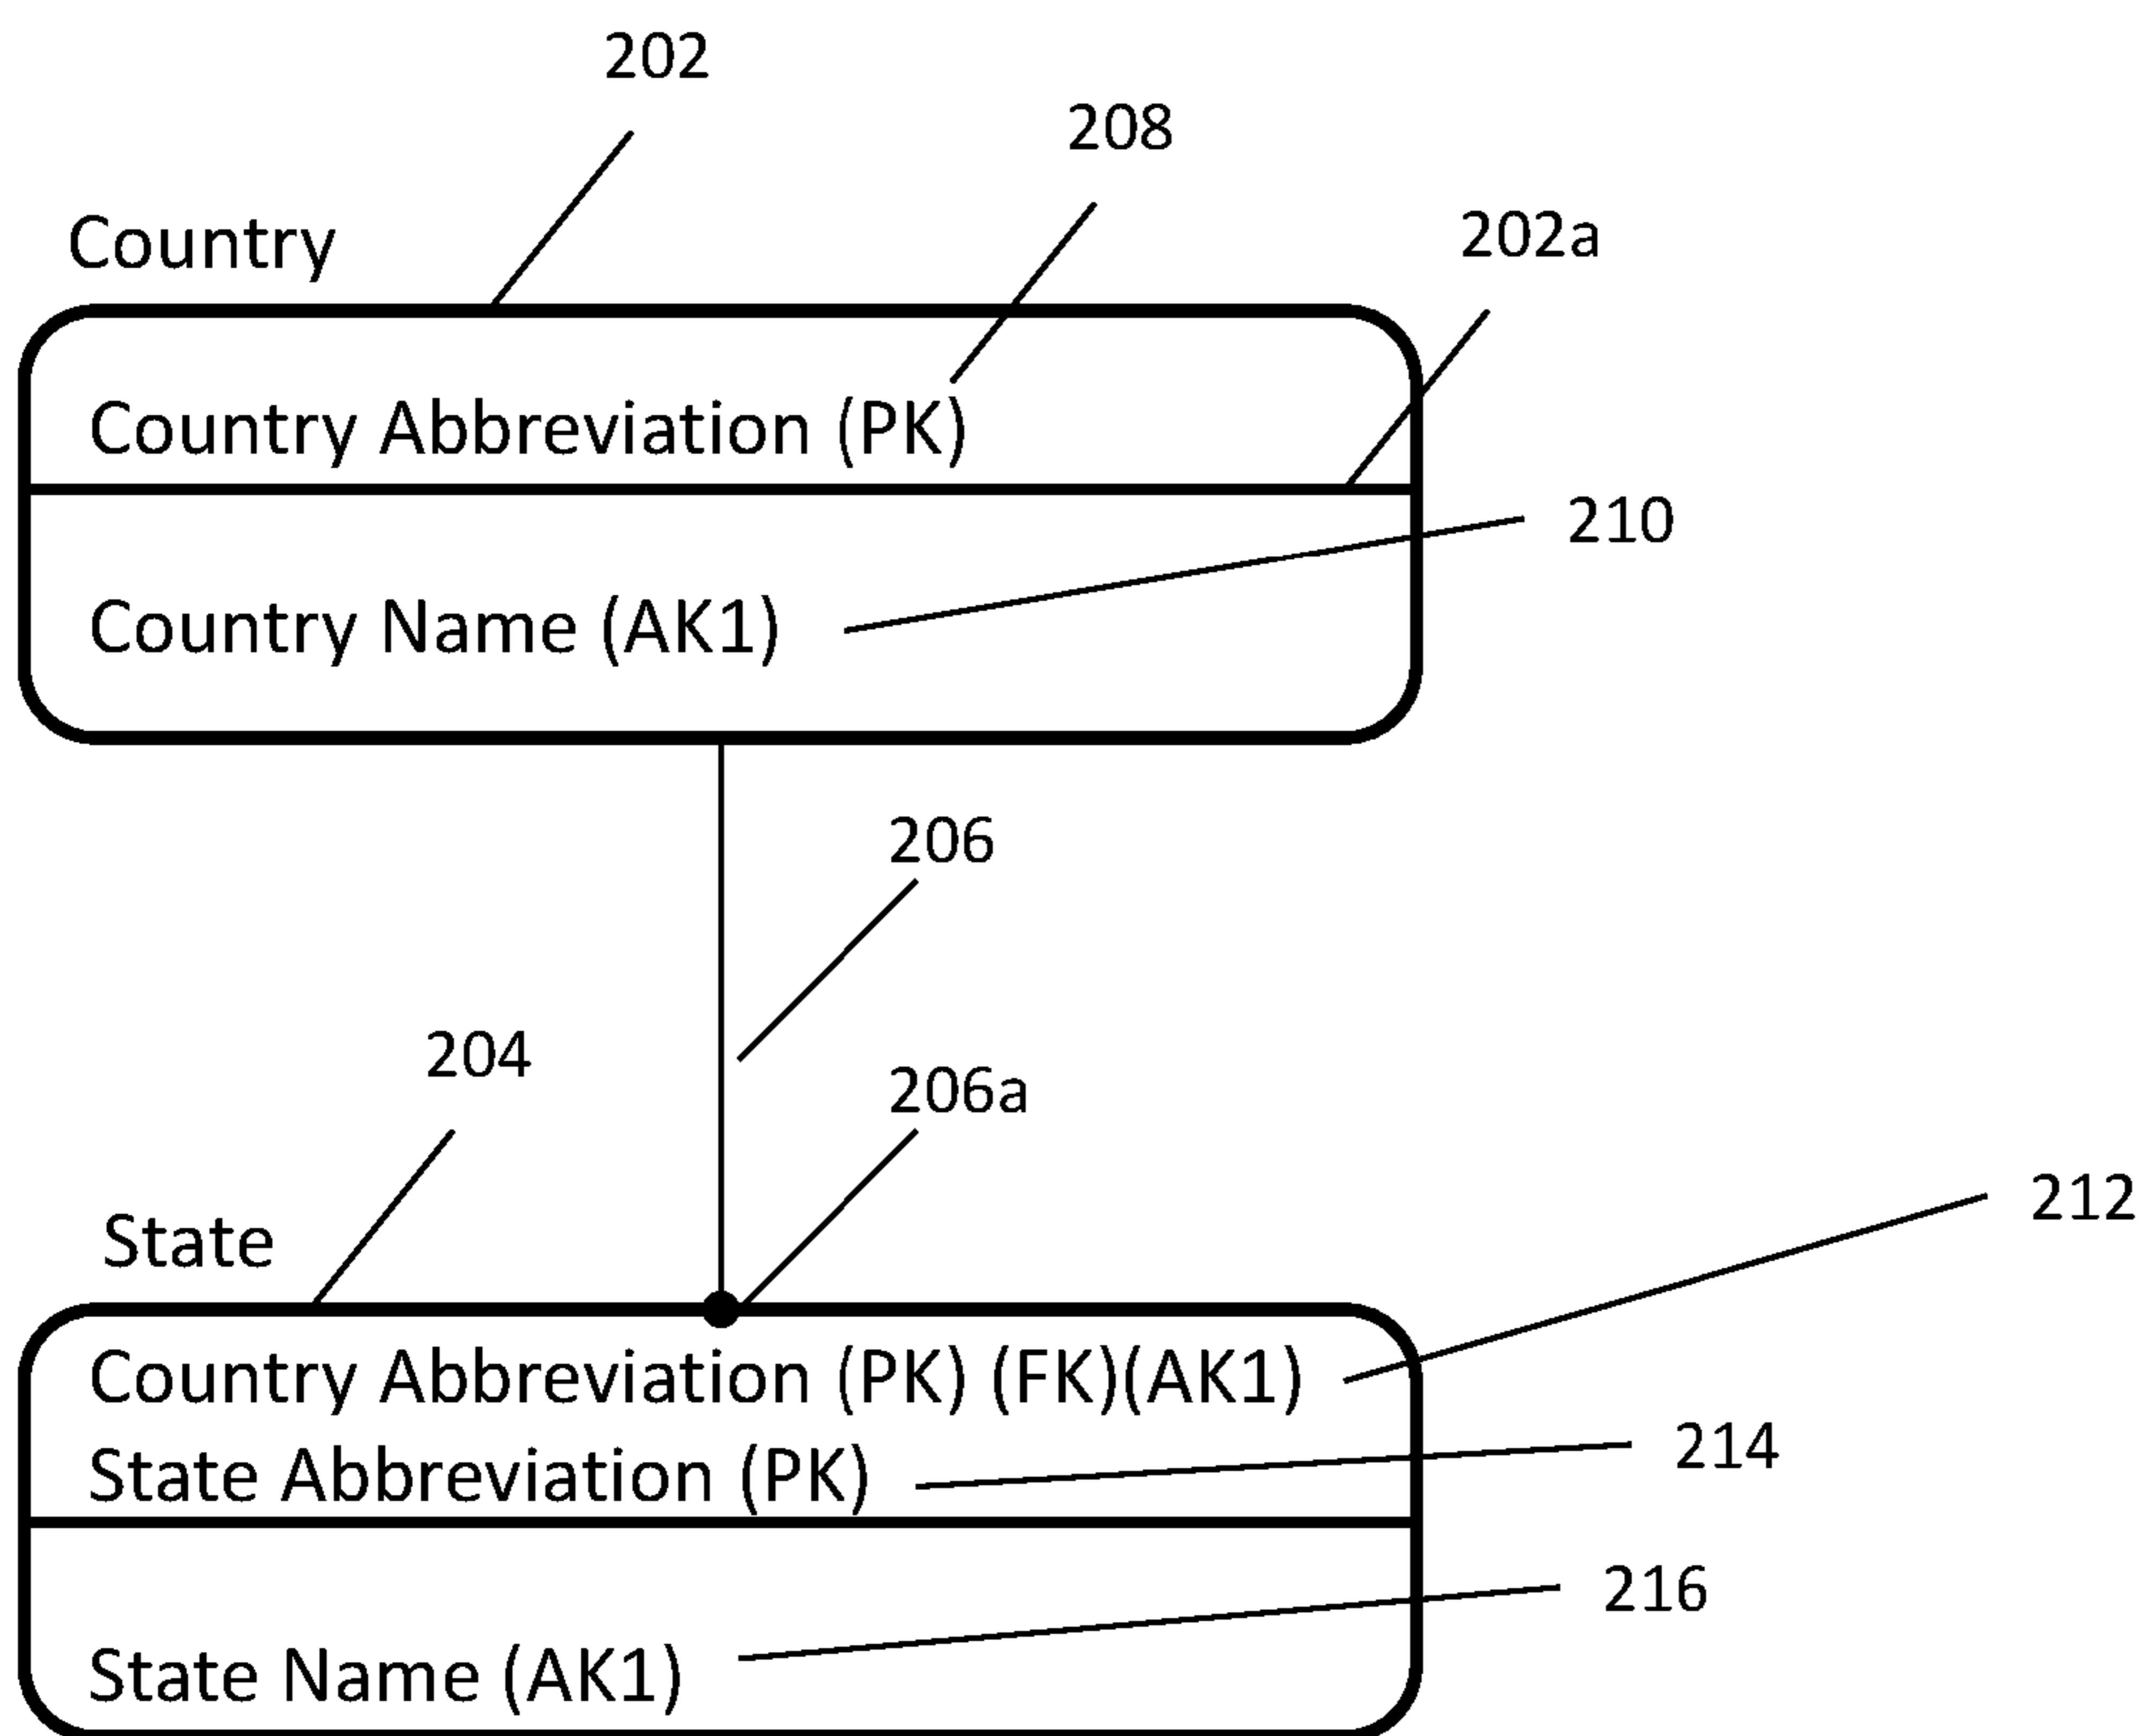 202
208
Country
202a
Country Abbreviation (PK)
210
Country Name (AK1)
206
204
206a
212
State
Country Abbreviation (PK) (FK)(AK1)
214
State Abbreviation (PK)
216
State Name (AK1)